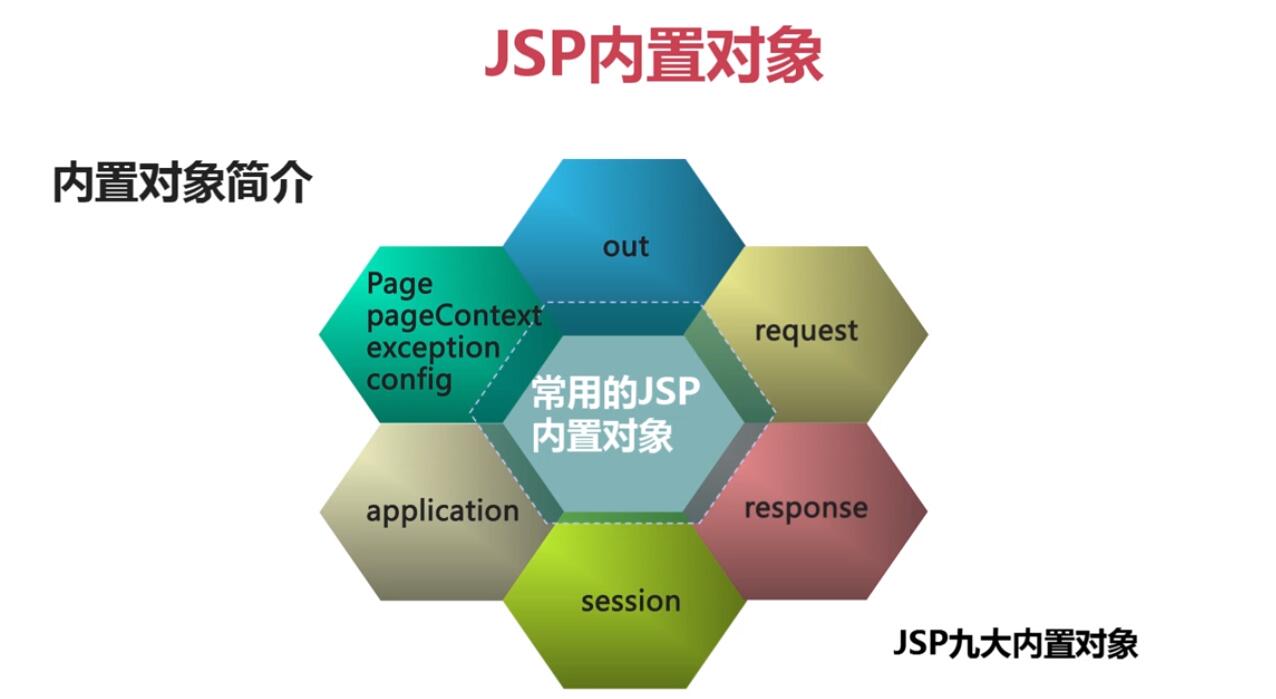 JSP内置对象
内置对象简介
out
Page
pageContext
exception
config
request
常用的JSP
内置对象
application
response
session
JSP九大内置对象